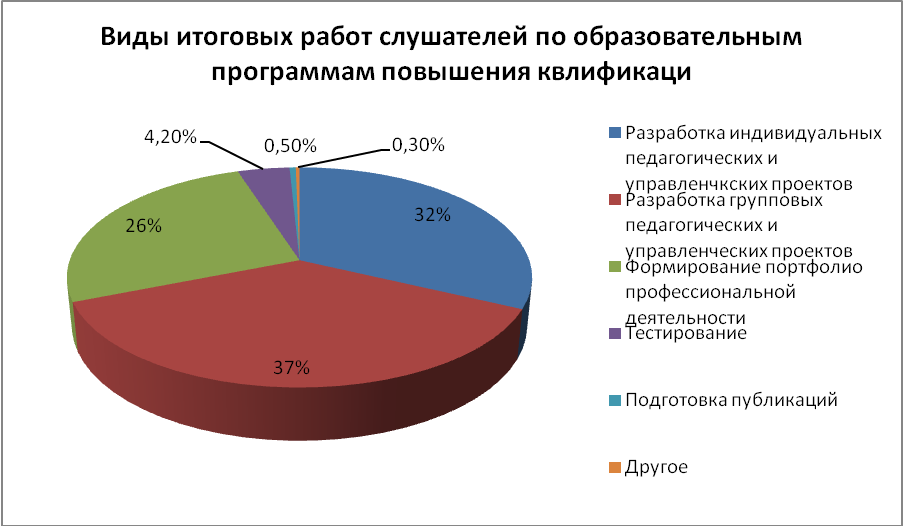 Виды итоговых работ слушателей по образовательным
программам повышения квлификаци
4,20%
0,50%
0,30%
32%
26%
37%
Разработка индивидуальных
педагогических и
управленчкских проектов
Разработка групповых
педагогических и
управленческих проектов
Формирование портфолио
профессиональной
деятельности
Тестирование
Подготовка публикаций
Другое